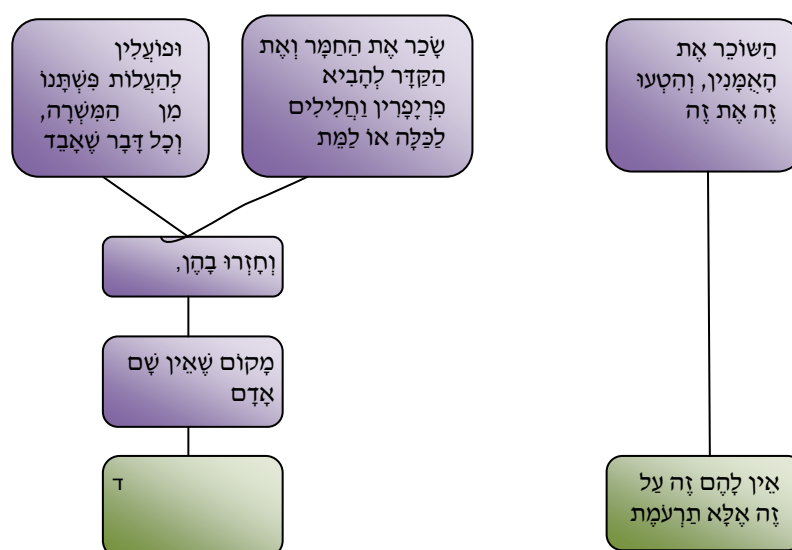 הַשּׂוֹכֵר אֶת
הָאֻמָּנִין, וְהִטְעוּ
זֶה אֶת זֶה
אֵין לָהֶם זֶה עַל
זֶה אֶלָּא תַרְעֹמֶת
שָׂכַר אֶת הַחַמָּר וְאֶת
הַקַּדָּר לְהָבִיא
פִרְיָפָרִין וַחֲלִילִים
לַכַּלָּה אוֹ לַמֵּת
וּפוֹעֲלִין
לְהַעֲלוֹת פִּשְׁתָּנוֹ
מִן הַמִּשְׁרָה,
וְכָל דָּבָר שֶׁאָבֵד
וְחָזְרוּ בָהֶן,
מָקוֹם שֶׁאֵין שָׁם
אָדָם
ד